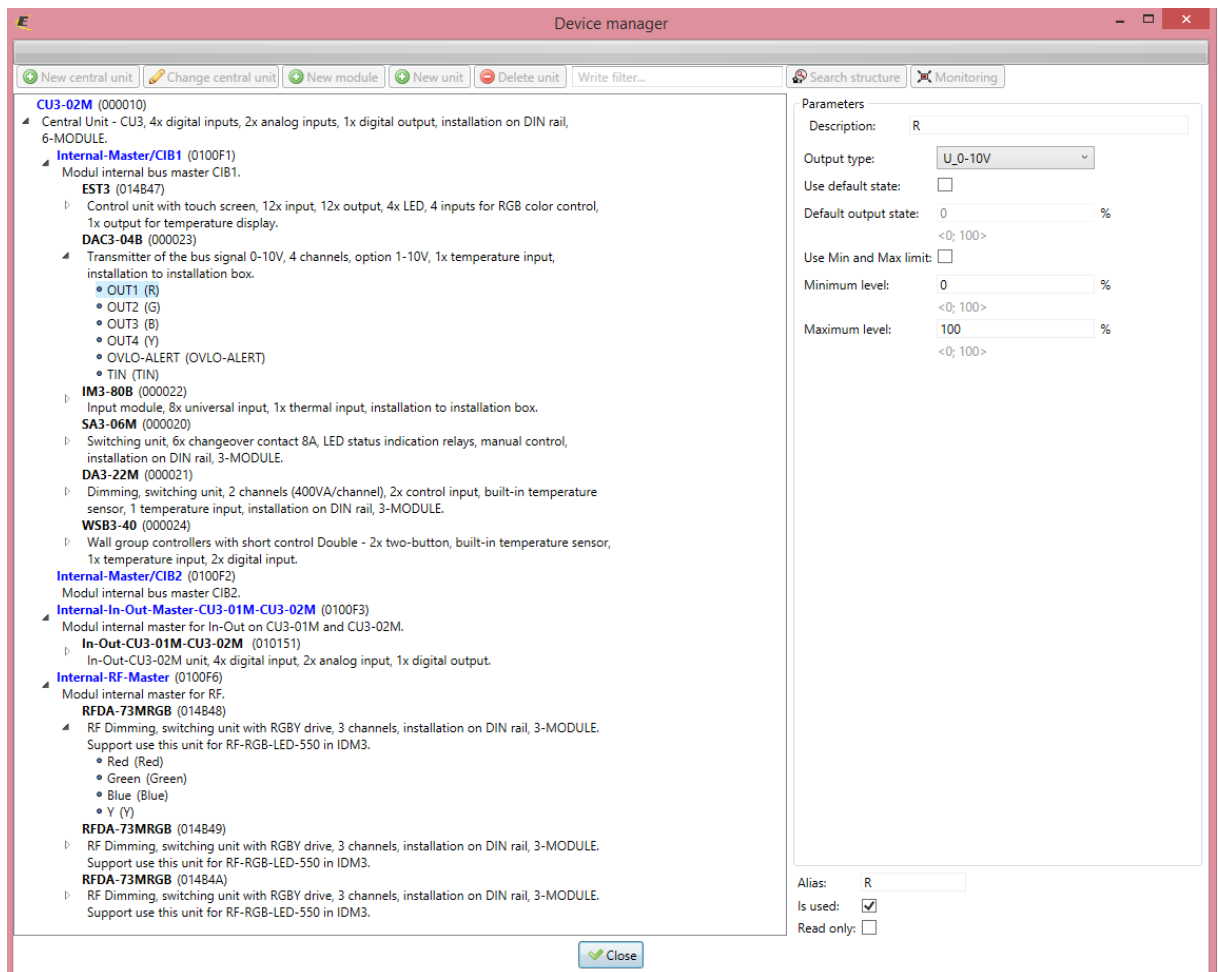 E
Device manager
New central unit
Change central unit
New module
New unit
Delete unit
Write filter...
Search structure
Monitoring
CU3-02M (000010)
Central Unit - CU3, 4x digital inputs, 2x analog inputs, 1x digital output, installation on DIN rail,
6-MODULE.
Internal-Master/CIB1 (0100F1)
Modul internal bus master CIB1.
EST3 (014B47)
Control unit with touch screen, 12x input, 12x output, 4x LED, 4 inputs for RGB color control,
1x output for temperature display.
DAC3-04B (000023)
Transmitter of the bus signal 0-10V, 4 channels, option 1-10V, 1x temperature input,
installation to installation box.
OUT1 (R)
OUT2 (G)
OUT3 (B)
OUT4 (Y)
OVLO-ALERT (OVLO-ALERT)
TIN (TIN)
IM3-80B (000022)
Input module, 8x universal input, 1x thermal input, installation to installation box.
SA3-06M (000020)
Switching unit, 6x changeover contact 8A, LED status indication relays, manual control,
installation on DIN rail, 3-MODULE.
DA3-22M (000021)
Dimming, switching unit, 2 channels (400VA/channel), 2x control input, built-in temperature
sensor, 1 temperature input, installation on DIN rail, 3-MODULE.
WSB3-40 (000024)
Wall group controllers with short control Double - 2x two-button, built-in temperature sensor,
1x temperature input, 2x digital input.
Internal-Master/CIB2 (0100F2)
Modul internal bus master CIB2.
Internal-In-Out-Master-CU3-01M-CU3-02M (0100F3)
Modul internal master for In-Out on CU3-01M and CU3-02M.
In-Out-CU3-01M-CU3-02M (010151)
In-Out-CU3-02M unit, 4x digital input, 2x analog input, 1x digital output.
Internal-RF-Master (0100F6)
Modul internal master for RF.
RFDA-73MRGB (014B48)
RF Dimming, switching unit with RGBY drive, 3 channels, installation on DIN rail, 3-MODULE.
Support use this unit for RF-RGB-LED-550 in IDM3.
Red (Red)
Green (Green)
Blue (Blue)
Y (Y)
RFDA-73MRGB (014B49)
RF Dimming, switching unit with RGBY drive, 3 channels, installation on DIN rail, 3-MODULE.
Support use this unit for RF-RGB-LED-550 in IDM3.
RFDA-73MRGB (014B4A)
RF Dimming, switching unit with RGBY drive, 3 channels, installation on DIN rail, 3-MODULE.
Support use this unit for RF-RGB-LED-550 in IDM3.
Parameters
Description: R
Output type: U_0-10V
Use default state:
Default output state: 0 %
<0; 100>
Use Min and Max limit:
Minimum level: 0 %
<0; 100>
Maximum level: 100 %
<0; 100>
Alias: R
Is used:
Read only:
Close